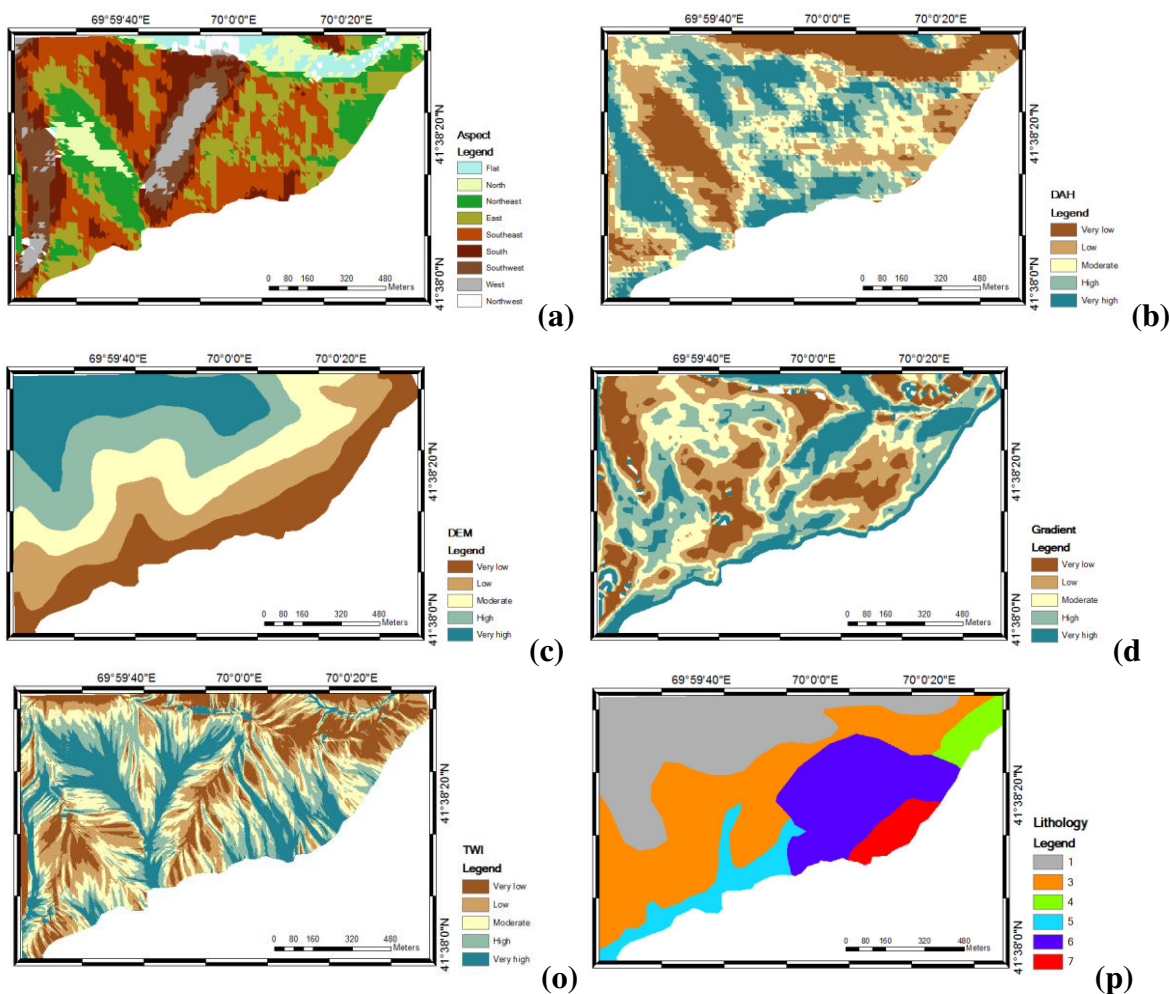 69°59'40"E 70°0'0"E 70°0'20"E
41°38'20"N
41°38'0"N
Aspect
Legend
Flat
North
Northeast
East
Southeast
South
Southwest
West
Northwest
0 80 160 320 480
Meters
(a)
69°59'40"E 70°0'0"E 70°0'20"E
41°38'20"N
41°38'0"N
DAH
Legend
Very low
Low
Moderate
High
Very high
0 80 160 320 480
Meters
(b)
69°59'40"E 70°0'0"E 70°0'20"E
41°38'20"N
41°38'0"N
DEM
Legend
Very low
Low
Moderate
High
Very high
0 80 160 320 480
Meters
(c)
69°59'40"E 70°0'0"E 70°0'20"E
41°38'20"N
41°38'0"N
Gradient
Legend
Very low
Low
Moderate
High
Very high
0 80 160 320 480
Meters
(d
69°59'40"E 70°0'0"E 70°0'20"E
41°38'20"N
41°38'0"N
TWI
Legend
Very low
Low
Moderate
High
Very high
0 80 160 320 480
Meters
(o)
69°59'40"E 70°0'0"E 70°0'20"E
41°38'20"N
41°38'0"N
Lithology
Legend
1
3
4
5
6
7
0 80 160 320 480
Meters
(p)